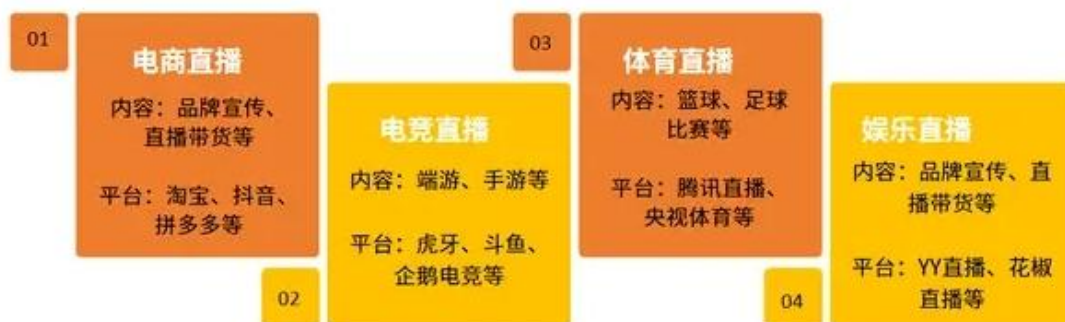 01
电商直播
内容：品牌宣传、
直播带货等
平台：淘宝、抖音、
拼多多等
02
电竞直播
内容：端游、手游等
平台：虎牙、斗鱼、
企鹅电竞等
03
体育直播
内容：篮球、足球
比赛等
平台：腾讯直播、
央视体育等
04
娱乐直播
内容：品牌宣传、直
播带货等
平台：YY直播、花椒
直播等